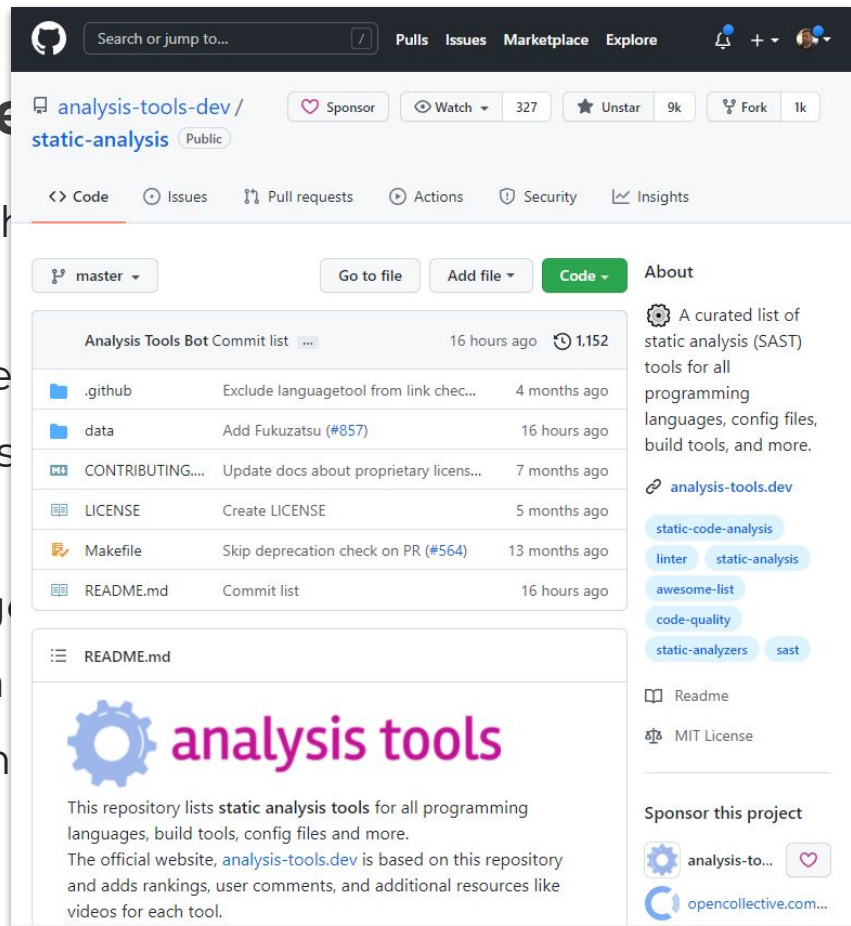 Search or jump to... /
Pulls Issues Marketplace Explore
analysis-tools-dev /
static-analysis Public
Sponsor Watch 327 Unstar 9k Fork 1k
Code Issues Pull requests Actions Security Insights
master Go to file Add file Code
Analysis Tools Bot Commit list ... 16 hours ago 1,152
.github Exclude languagetool from link chec... 4 months ago
data Add Fukuzatsu (#857) 16 hours ago
CONTRIBUTING.... Update docs about proprietary licens... 7 months ago
LICENSE Create LICENSE 5 months ago
Makefile Skip deprecation check on PR (#564) 13 months ago
README.md Commit list 16 hours ago
README.md
analysis tools
This repository lists static analysis tools for all programming
languages, build tools, config files and more.
The official website, analysis-tools.dev is based on this repository
and adds rankings, user comments, and additional resources like
videos for each tool.
About
A curated list of
static analysis (SAST)
tools for all
programming
languages, config files,
build tools, and more.
analysis-tools.dev
static-code-analysis
linter static-analysis
awesome-list
code-quality
static-analyzers sast
Readme
MIT License
Sponsor this project
analysis-to...
opencollective.com...